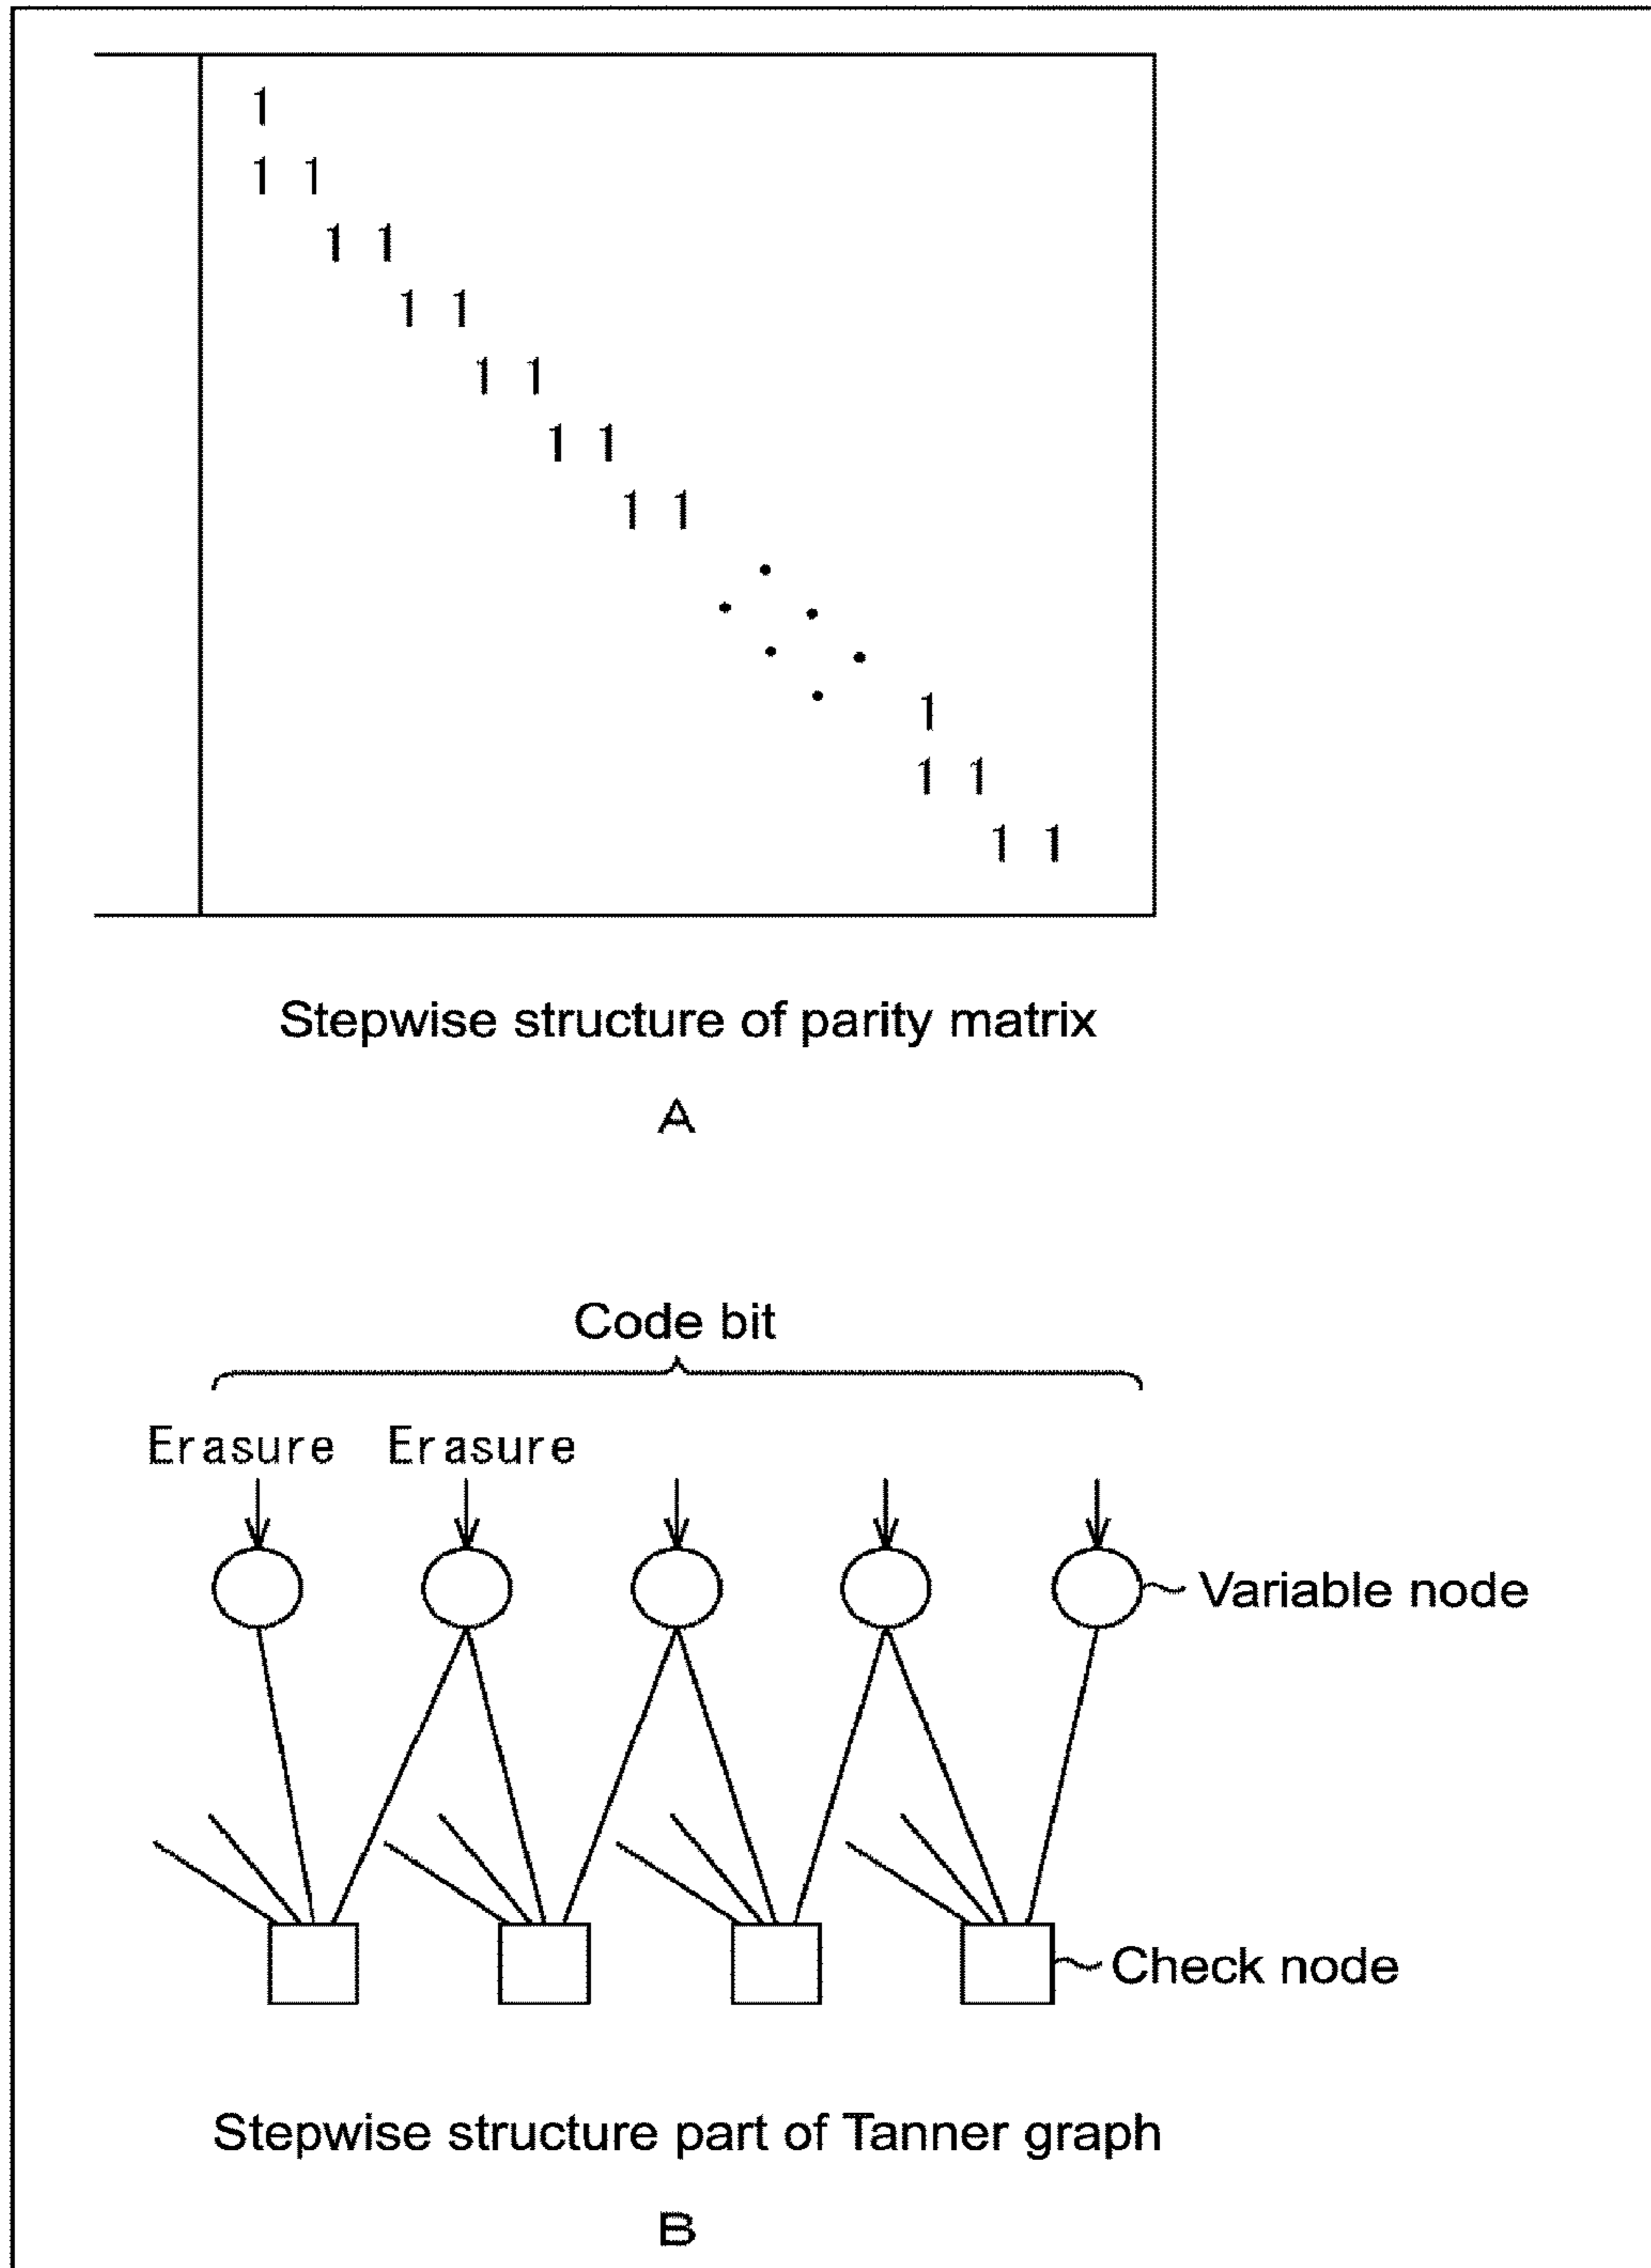 1
1 1
1 1
1 1
1 1
1 1
1 1
1
1 1
1 1
Stepwise structure of parity matrix
A
Code bit
Erasure Erasure
Variable node
Check node
Stepwise structure part of Tanner graph
B